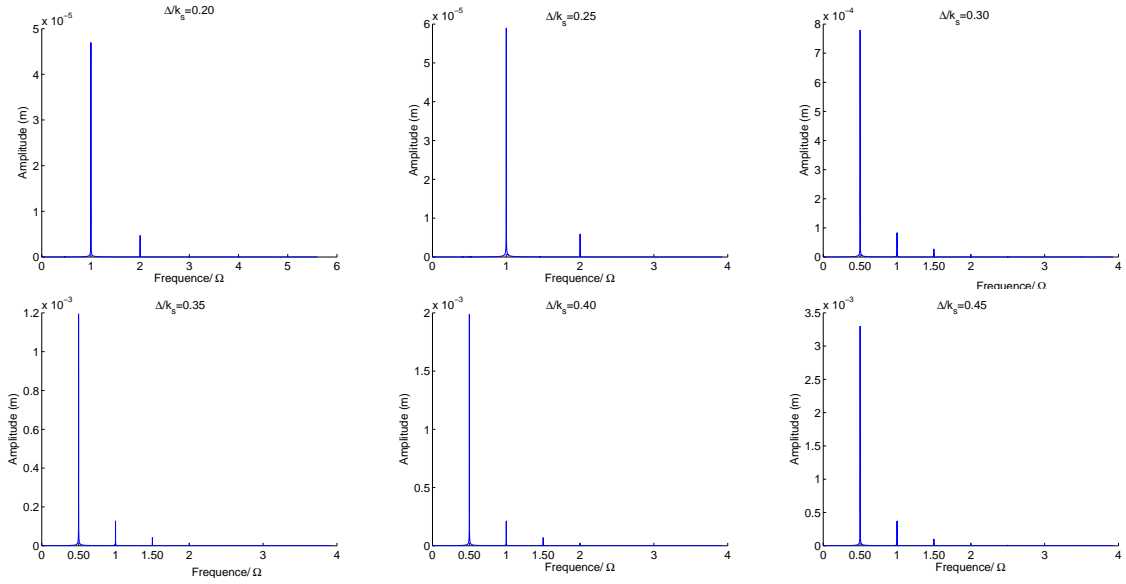 Δ/kₛ=0.20
x 10⁻⁵
5
4
3
2
1
0
Amplitude (m)
0 1 2 3 4 5 6
Frequence/ Ω
Δ/kₛ=0.25
x 10⁻⁵
6
5
4
3
2
1
0
Amplitude (m)
0 1 2 3 4
Frequence/ Ω
Δ/kₛ=0.30
x 10⁻⁴
8
7
6
5
4
3
2
1
0
Amplitude (m)
0 0.50 1 1.50 2 3 4
Frequence/ Ω
Δ/kₛ=0.35
x 10⁻³
1.2
1
0.8
0.6
0.4
0.2
0
Amplitude (m)
0 0.50 1 1.50 2 3 4
Frequence/ Ω
Δ/kₛ=0.40
x 10⁻³
2
1.5
1
0.5
0
Amplitude (m)
0 0.50 1 1.50 2 3 4
Frequence/ Ω
Δ/kₛ=0.45
x 10⁻³
3.5
3
2.5
2
1.5
1
0.5
0
Amplitude (m)
0 0.50 1 1.50 2 3 4
Frequence/ Ω